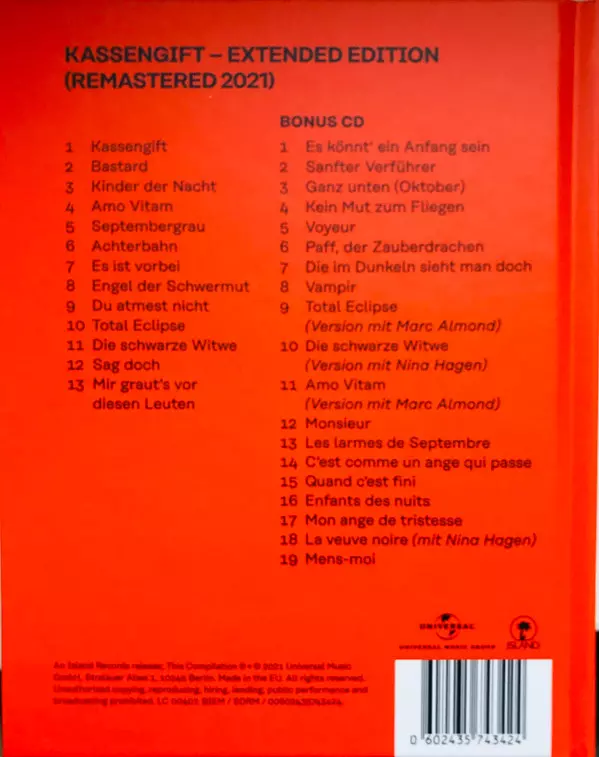 KASSENGIFT – EXTENDED EDITION
(REMASTERED 2021)
1 Kassengift
2 Bastard
3 Kinder der Nacht
4 Amo Vitam
5 Septembergrau
6 Achterbahn
7 Es ist vorbei
8 Engel der Schwermut
9 Du atmest nicht
10 Total Eclipse
11 Die schwarze Witwe
12 Sag doch
13 Mir graut's vor
diesen Leuten
BONUS CD
1 Es könnt' ein Anfang sein
2 Sanfter Verführer
3 Ganz unten (Oktober)
4 Kein Mut zum Fliegen
5 Voyeur
6 Paff, der Zauberdrachen
7 Die im Dunkeln sieht man doch
8 Vampir
9 Total Eclipse
(Version mit Marc Almond)
10 Die schwarze Witwe
(Version mit Nina Hagen)
11 Amo Vitam
(Version mit Marc Almond)
12 Monsieur
13 Les larmes de Septembre
14 C'est comme un ange qui passe
15 Quand c'est fini
16 Enfants des nuits
17 Mon ange de tristesse
18 La veuve noire (mit Nina Hagen)
19 Mens-moi
UNIVERSAL
UNIVERSAL MUSIC GROUP
ISLAND
An Island Records release, This Compilation ℗ + © 2021 Universal Music
GmbH, Stralauer Allee 1, 10245 Berlin. Made in the EU. All rights reserved.
Unauthorized copying, reproducing, hiring, lending, public performance and
broadcasting prohibited. LC 00407. BIEM / SDRM / 00602435743424
0 602435 743424